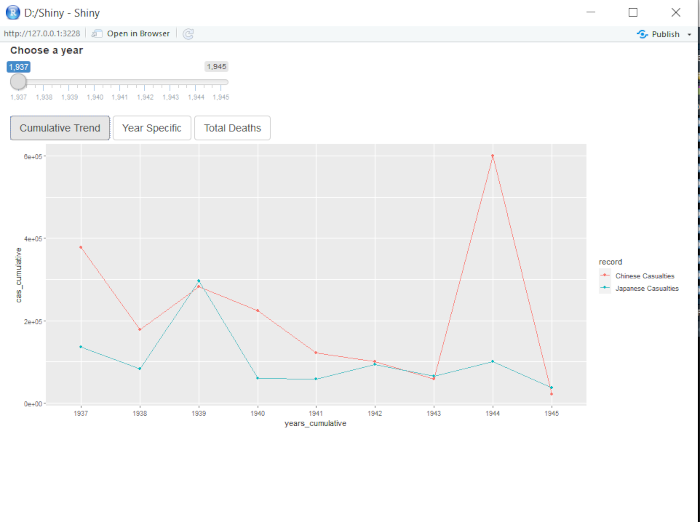 D:/Shiny - Shiny
http://127.0.0.1:3228 Open in Browser Publish
Choose a year
1,937 1,945
1,937 1,938 1,939 1,940 1,941 1,942 1,943 1,944 1,945
Cumulative Trend Year Specific Total Deaths
6e+05
4e+05
2e+05
0e+00
cas_cumulative
1937 1938 1939 1940 1941 1942 1943 1944 1945
years_cumulative
record
Chinese Casualties
Japanese Casualties